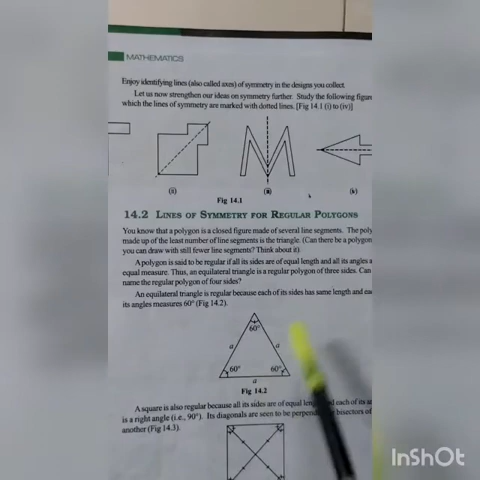 MATHEMATICS
Enjoy identifying lines (also called axes) of symmetry in the designs you collect.
Let us now strengthen our ideas on symmetry further. Study the following figur
which the lines of symmetry are marked with dotted lines. [Fig 14.1 (i) to (iv)]
(ii)
Fig 14.1
14.2 LINES OF SYMMETRY FOR REGULAR POLYGONS
You know that a polygon is a closed figure made of several line segments. The poly
made up of the least number of line segments is the triangle. (Can there be a polygon
you can draw with still fewer line segments? Think about it).
A polygon is said to be regular if all its sides are of equal length and all its angles a
equal measure. Thus, an equilateral triangle is a regular polygon of three sides. Can
name the regular polygon of four sides?
An equilateral triangle is regular because each of its sides has same length and eac
its angles measures 60° (Fig 14.2).
60°
a a
60° 60°
a
Fig 14.2
A square is also regular because all its sides are of equal and each of its
is a right angle (i.e., 90°). Its diagonals are seen to be bisectors of
another (Fig 14.3).
InShOt